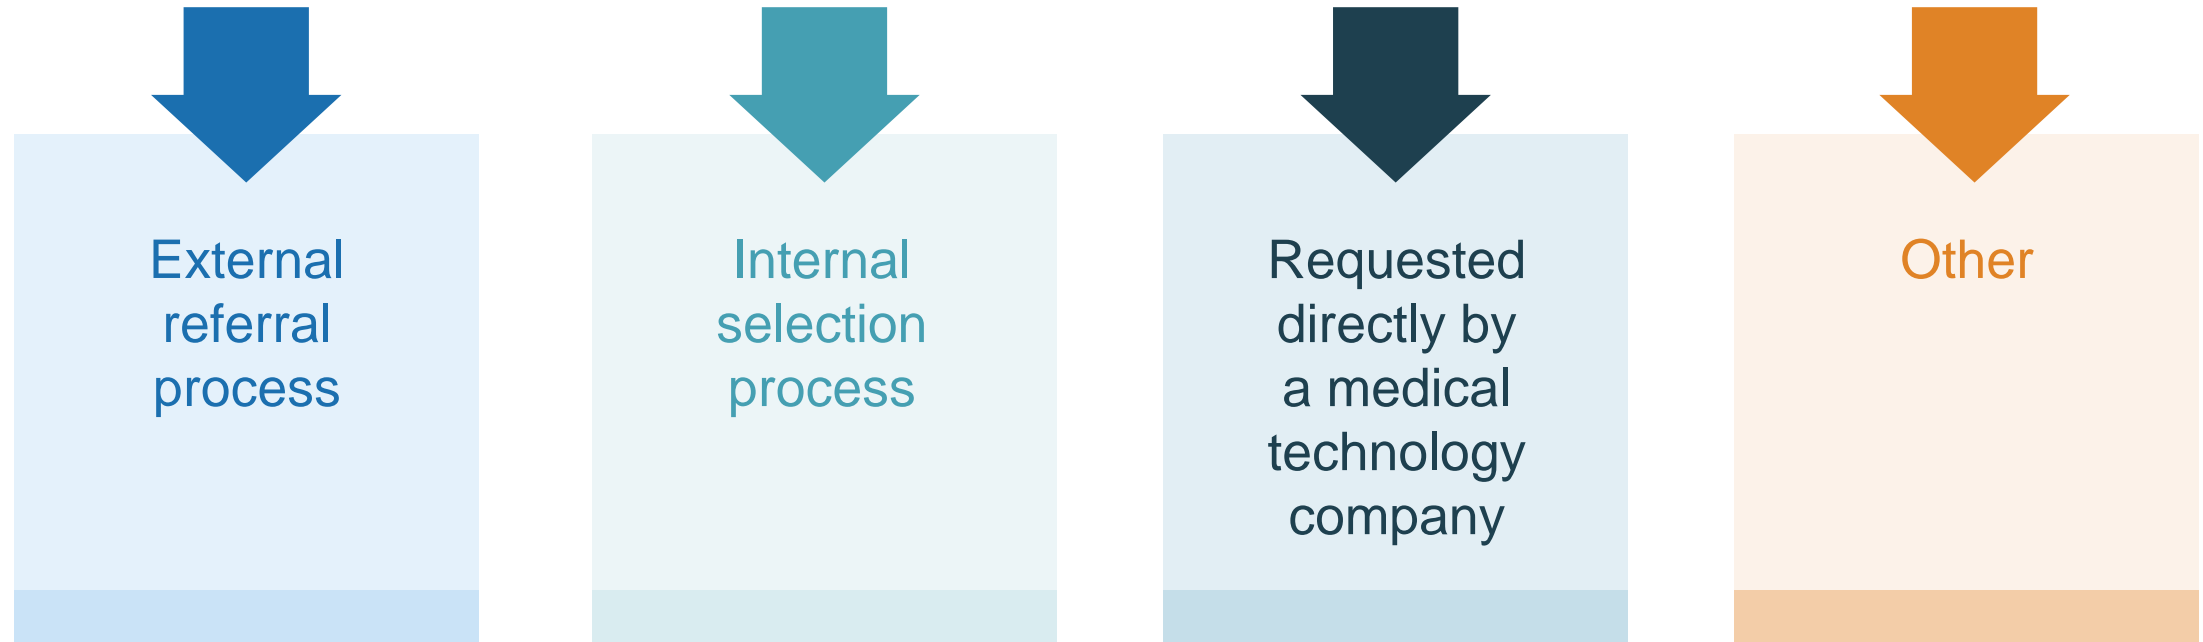 External
referral
process
Internal
selection
process
Requested
directly by
a medical
technology
company
Other